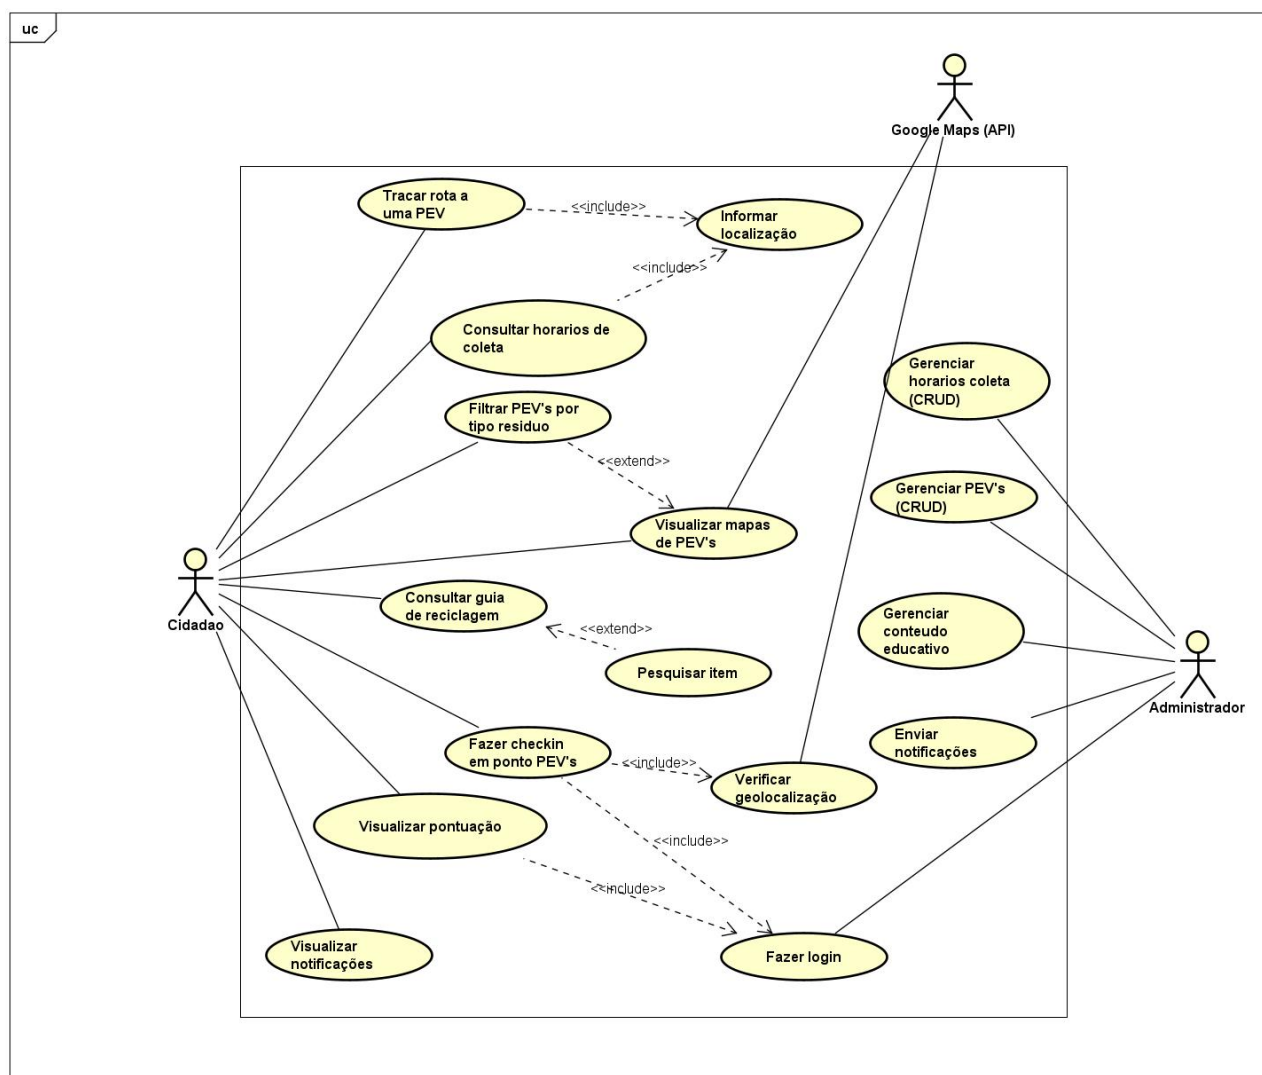 uc
Google Maps (API)
Tracar rota a
uma PEV
<<include>>
Informar
localização
<<include>>
Consultar horarios de
coleta
Gerenciar
horarios coleta
(CRUD)
Filtrar PEV's por
tipo residuo
<<extend>>
Gerenciar PEV's
(CRUD)
Visualizar mapas
de PEV's
Cidadao
Consultar guia
de reciclagem
<<extend>>
Gerenciar
conteudo
educativo
Pesquisar item
Administrador
Fazer checkin
em ponto PEV's
<<include>>
Enviar
notificações
Verificar
geolocalização
Visualizar pontuação
<<include>>
<<include>>
Visualizar
notificações
Fazer login